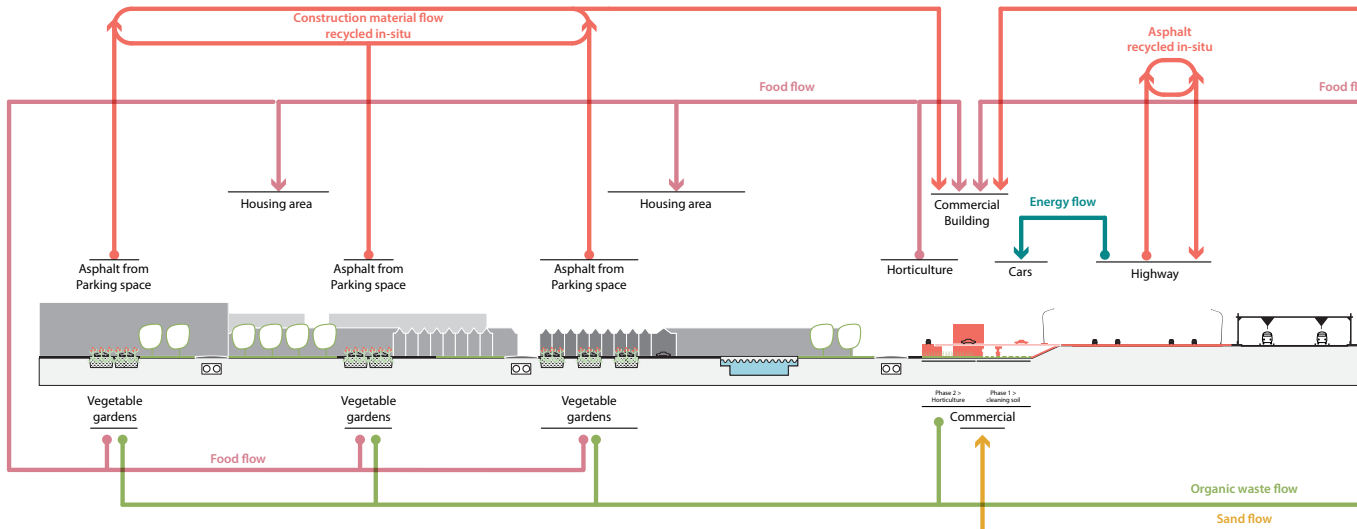 Construction material flow
recycled in-situ
Asphalt
recycled in-situ
Food flow
Food fl
Housing area
Housing area
Commercial
Building
Energy flow
Asphalt from
Parking space
Asphalt from
Parking space
Asphalt from
Parking space
Horticulture
Cars
Highway
Phase 2 >
Horticulture
Phase 1 >
cleaning soil
Vegetable
gardens
Vegetable
gardens
Vegetable
gardens
Commercial
Food flow
Organic waste flow
Sand flow